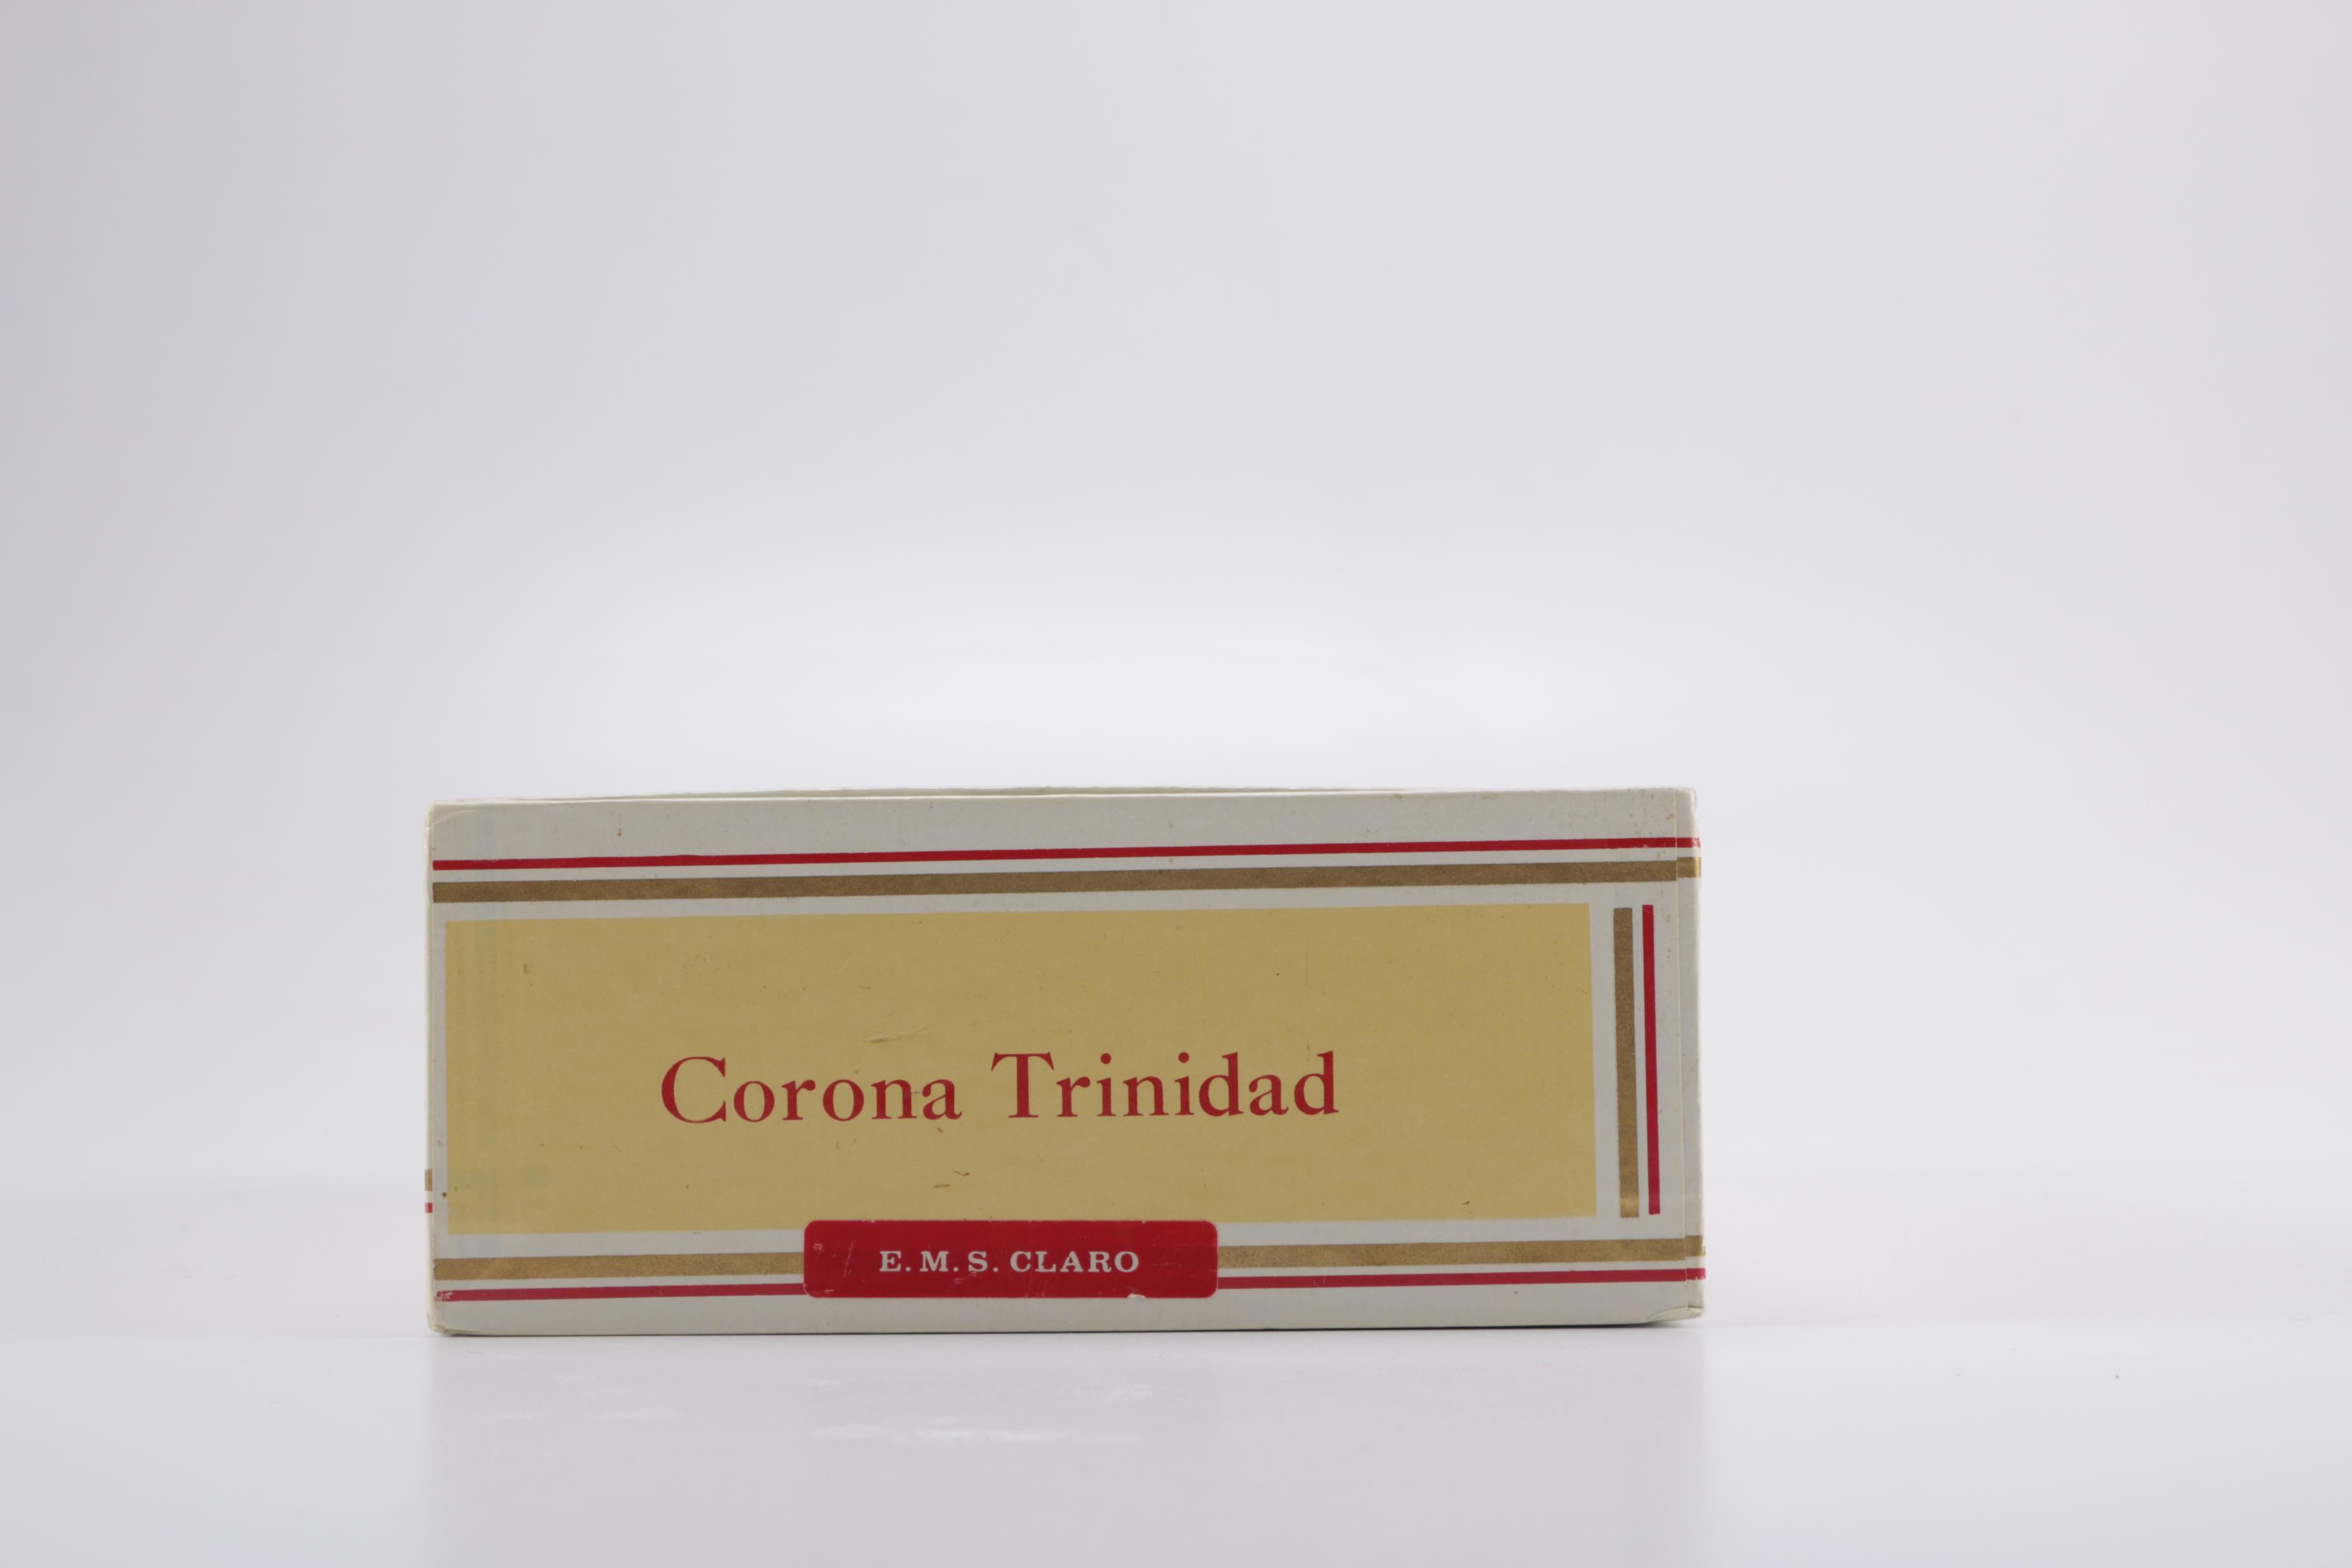 Corona Trinidad
E. M. S. CLARO